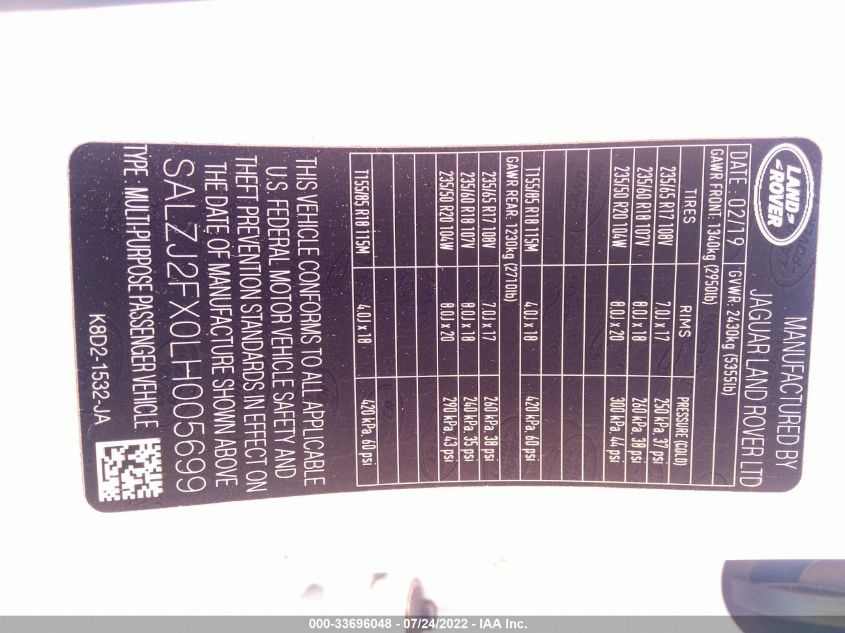 LAND ROVER
MANUFACTURED BY
JAGUAR LAND ROVER LTD
DATE: 02/19 GVWR: 2430kg (5355lb)
GAWR FRONT: 1340kg (2950lb)
TIRES RIMS PRESSURE (COLD)
235/65 R17 108V 7.0J x 17 250 kPa, 37 psi
235/60 R18 107V 8.0J x 18 260 kPa, 38 psi
235/50 R20 104W 8.0J x 20 300 kPa, 44 psi
T155/85 R18 115M 4.0J x 18 420 kPa, 60 psi
GAWR REAR: 1230kg (2710lb)
235/65 R17 108V 7.0J x 17 260 kPa, 38 psi
235/60 R18 107V 8.0J x 18 240 kPa, 35 psi
235/50 R20 104W 8.0J x 20 290 kPa, 43 psi
T155/85 R18 115M 4.0J x 18 420 kPa, 60 psi
THIS VEHICLE CONFORMS TO ALL APPLICABLE
U.S. FEDERAL MOTOR VEHICLE SAFETY AND
THEFT PREVENTION STANDARDS IN EFFECT ON
THE DATE OF MANUFACTURE SHOWN ABOVE
SALZJ2FX0LH005699
TYPE: MULTI-PURPOSE PASSENGER VEHICLE
K8D2-1532-JA
000-33696048 - 07/24/2022 - IAA Inc.